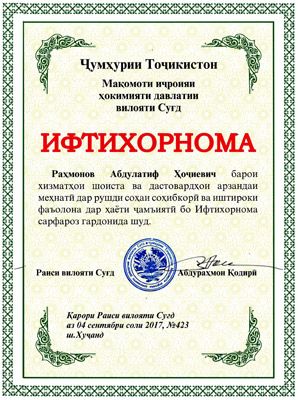 Ҷумҳурии Тоҷикистон
Мақомоти иҷроияи
ҳокимияти давлатии
вилояти Суғд
ИФТИХОРНОМА
Раҳмонов Абдулатиф Ҳоҷиевич барои
хизматҳои шоиста ва дастовардҳои арзандаи
меҳнатӣ дар рушди соҳаи соҳибкорӣ ва иштироки
фаъолона дар ҳаёти ҷамъиятӣ бо Ифтихорнома
сарфароз гардонида шуд.
Раиси вилояти Суғд Абдураҳмон Қодирӣ
Қарори Раиси вилояти Суғд
аз 04 сентябри соли 2017, №423
ш.Хуҷанд